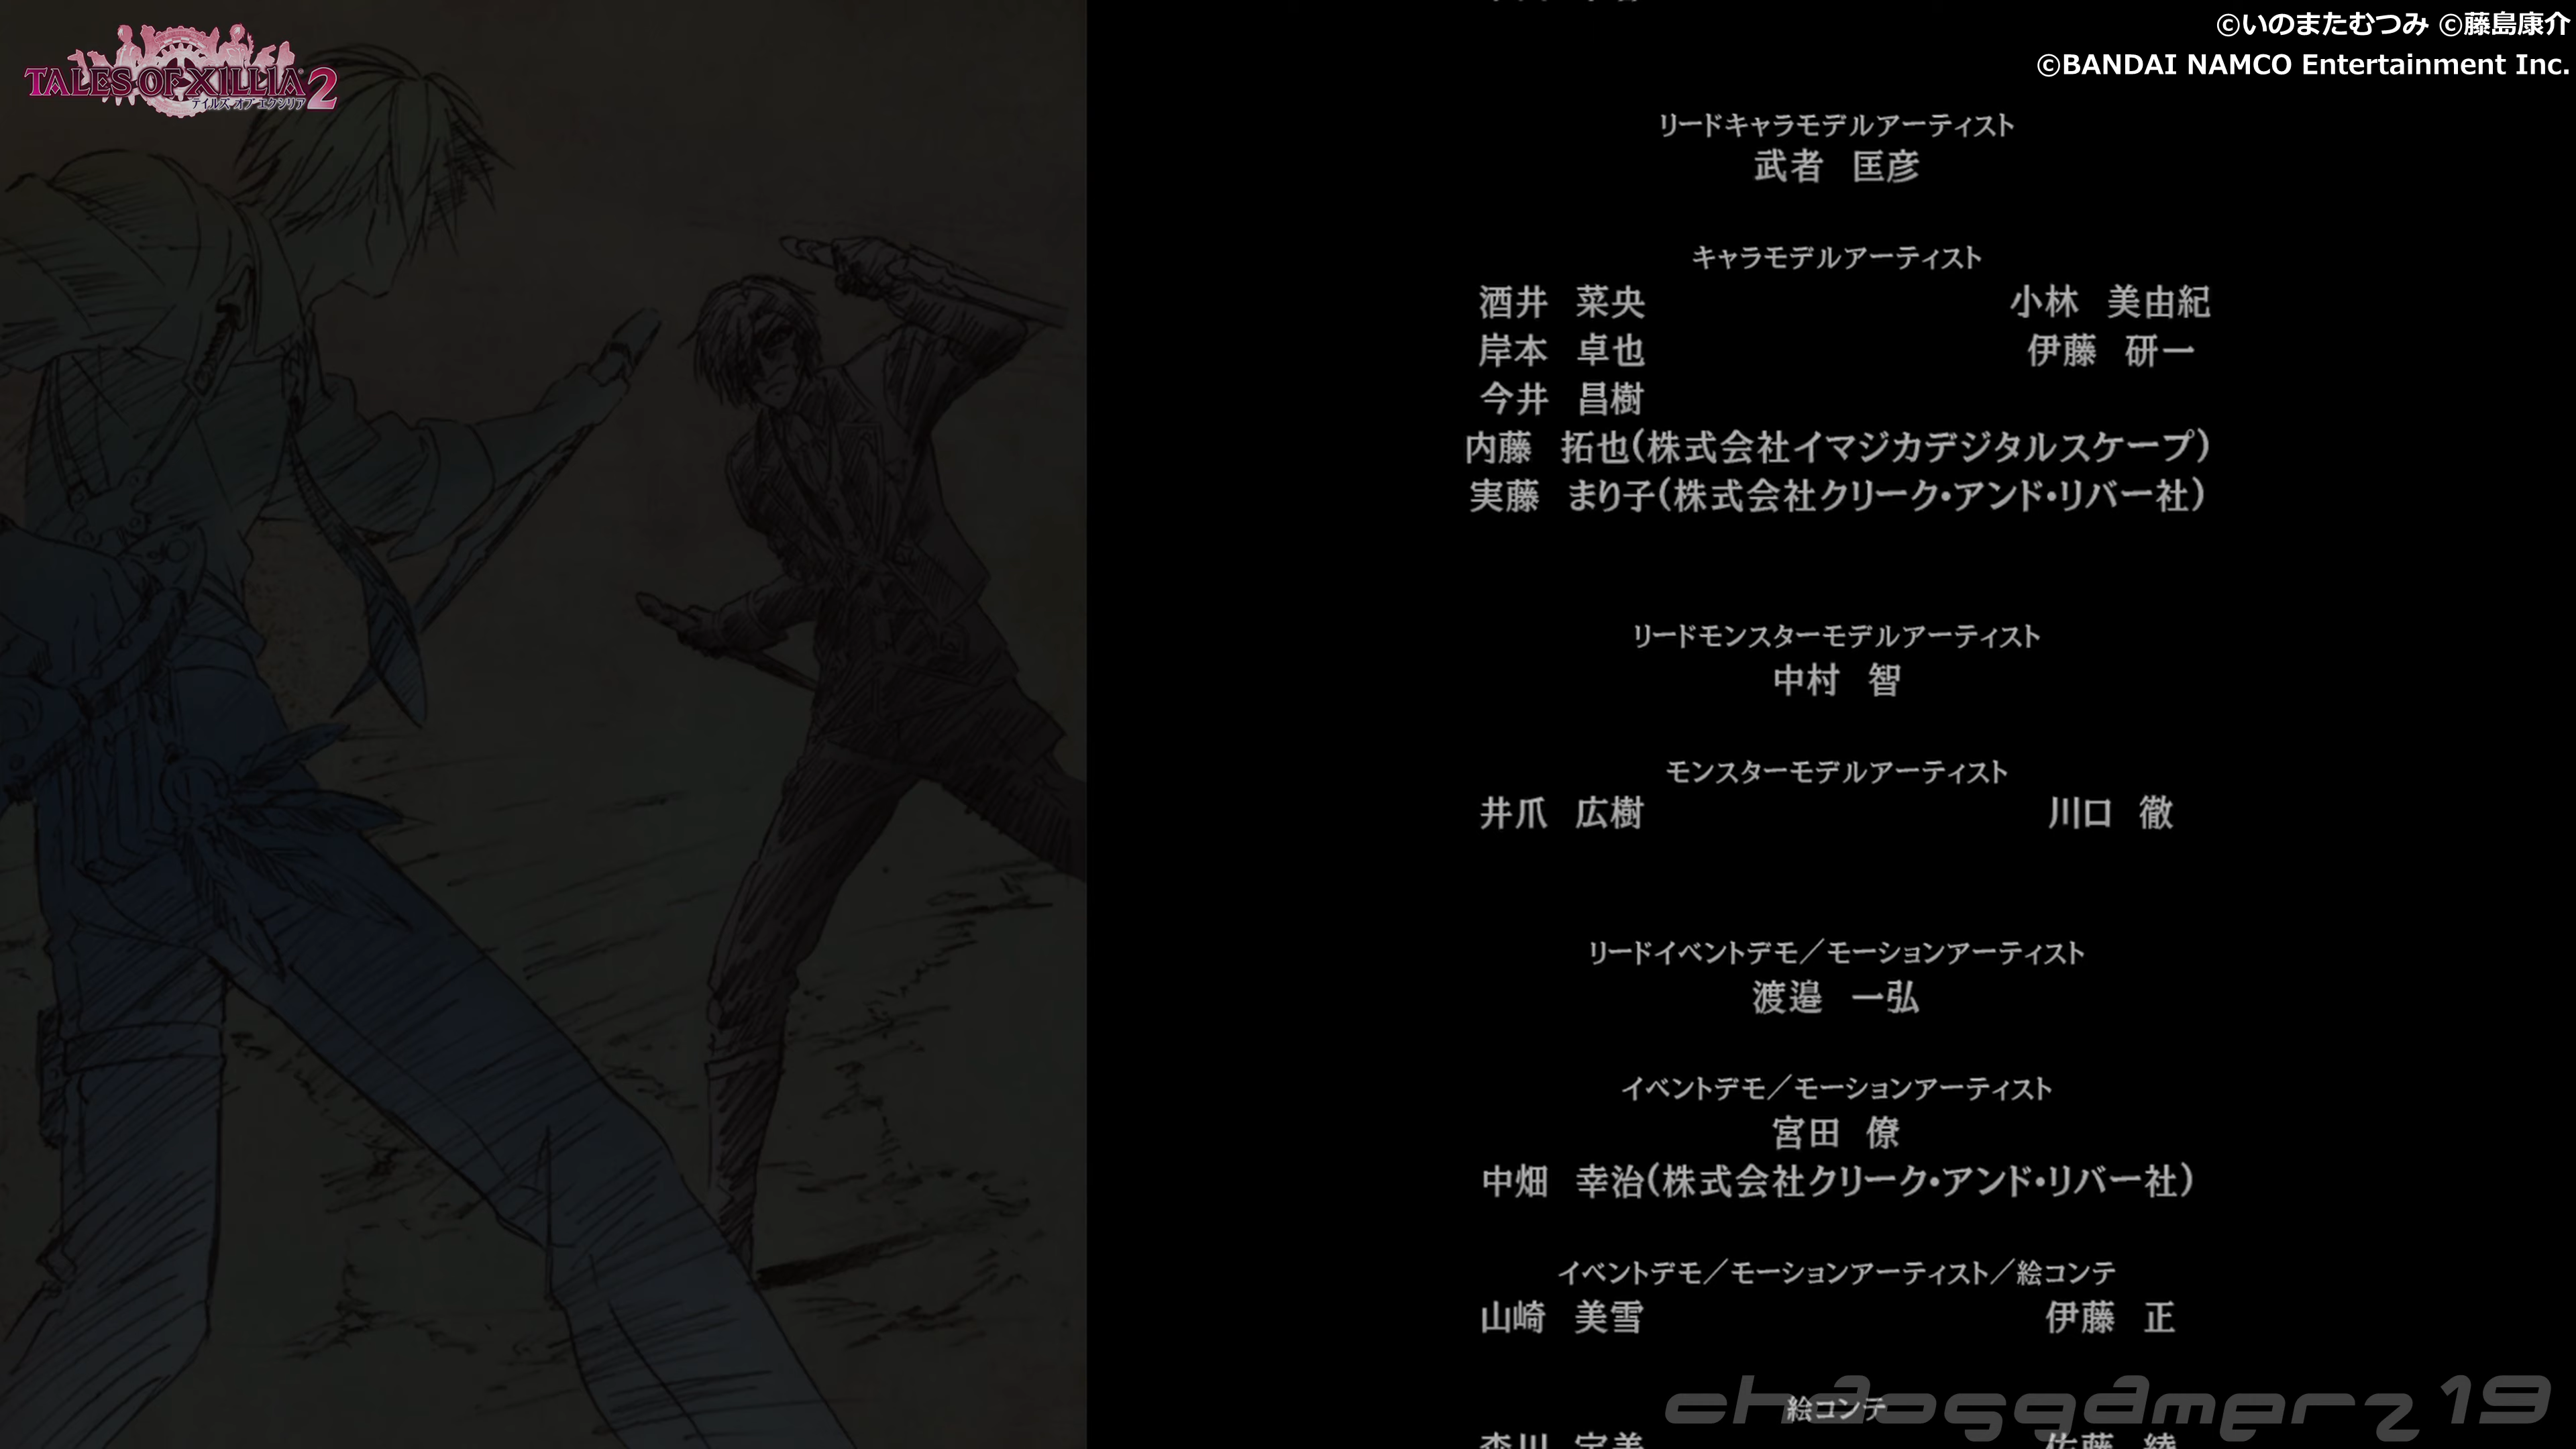 TALES OF XILLIA 2
テイルズ オブ エクシリア
©いのまたむつみ ©藤島康介
©BANDAI NAMCO Entertainment Inc.
リードキャラモデルアーティスト
武者 匡彦
キャラモデルアーティスト
酒井 菜央 小林 美由紀
岸本 卓也 伊藤 研一
今井 昌樹
内藤 拓也(株式会社イマジカデジタルスケープ)
実藤 まり子(株式会社クリーク・アンド・リバー社)
リードモンスターモデルアーティスト
中村 智
モンスターモデルアーティスト
井爪 広樹 川口 徹
リードイベントデモ／モーションアーティスト
渡邉 一弘
イベントデモ／モーションアーティスト
宮田 僚
中畑 幸治(株式会社クリーク・アンド・リバー社)
イベントデモ／モーションアーティスト／絵コンテ
山崎 美雪 伊藤 正
絵コンテ
chaosgamerz19